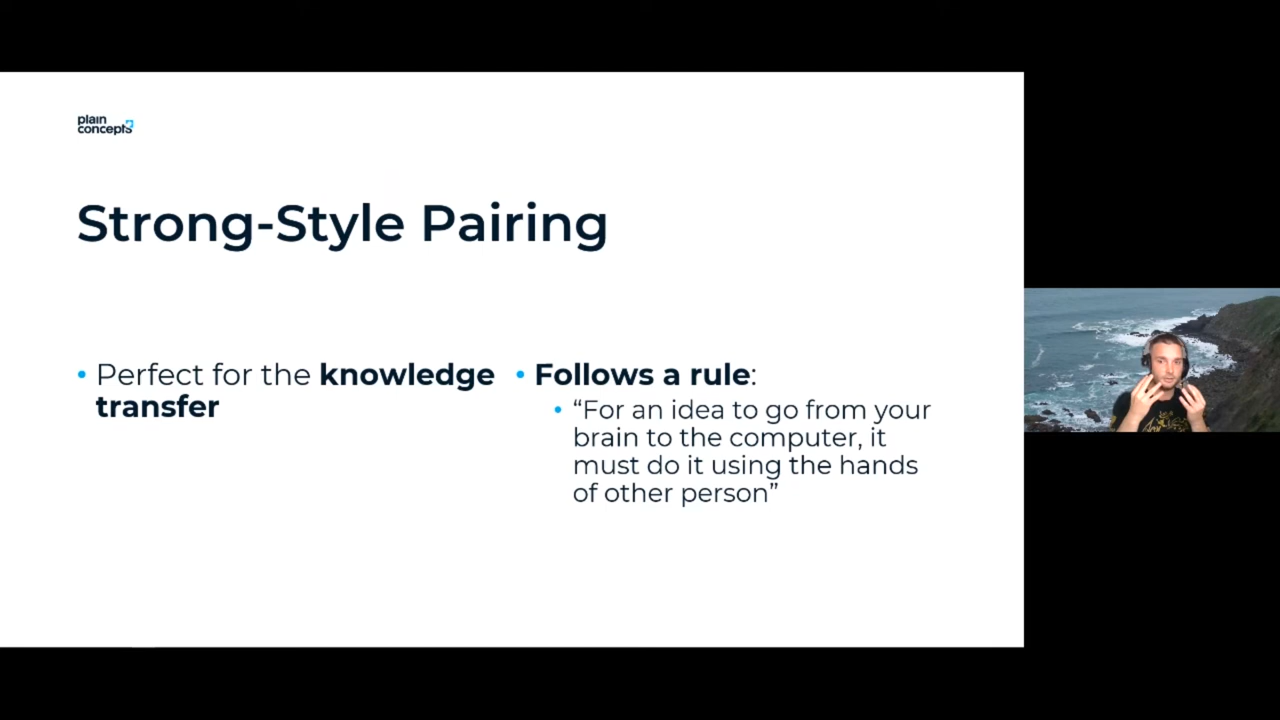 plain
concepts
Strong-Style Pairing
• Perfect for the knowledge
transfer
• Follows a rule:
• “For an idea to go from your
brain to the computer, it
must do it using the hands
of other person”